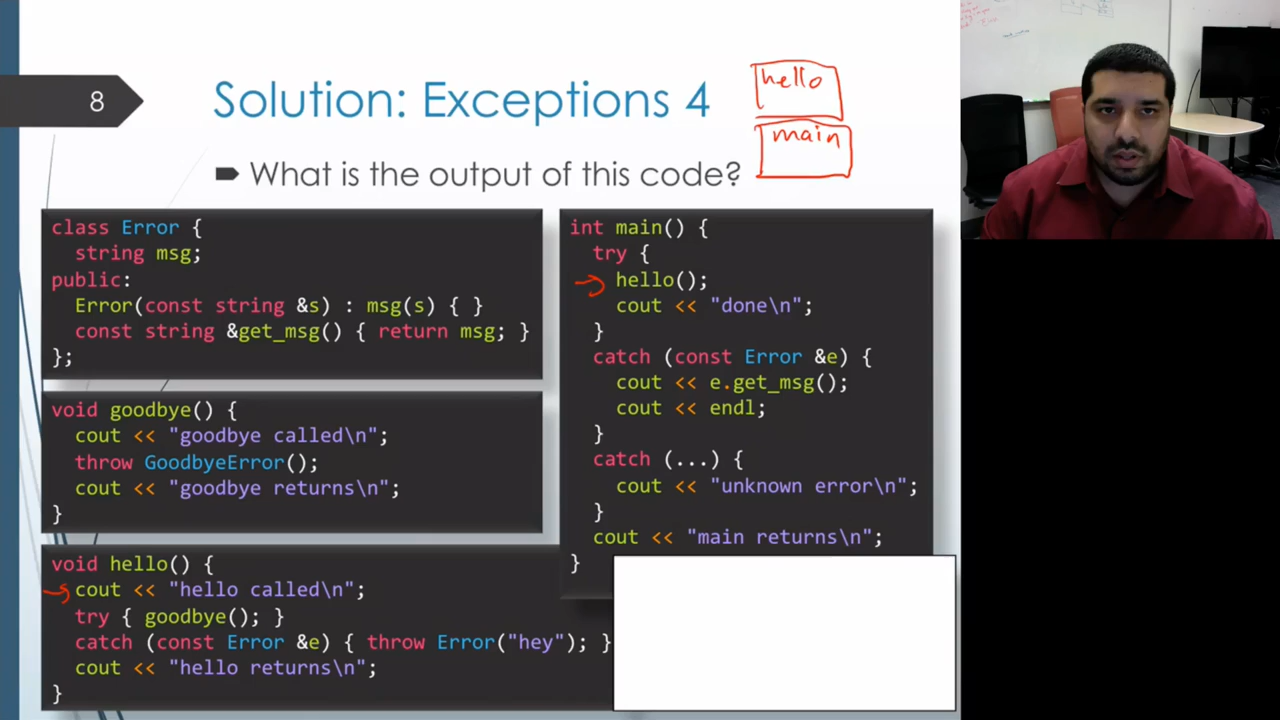 8
Solution: Exceptions 4
hello
main
What is the output of this code?
class Error {
string msg;
public:
Error(const string &s) : msg(s) { }
const string &get_msg() { return msg; }
};
void goodbye() {
cout << "goodbye called\n";
throw GoodbyeError();
cout << "goodbye returns\n";
}
void hello() {
cout << "hello called\n";
try { goodbye(); }
catch (const Error &e) { throw Error("hey"); }
cout << "hello returns\n";
}
int main() {
try {
hello();
cout << "done\n";
}
catch (const Error &e) {
cout << e.get_msg();
cout << endl;
}
catch (...) {
cout << "unknown error\n";
}
cout << "main returns\n";
}